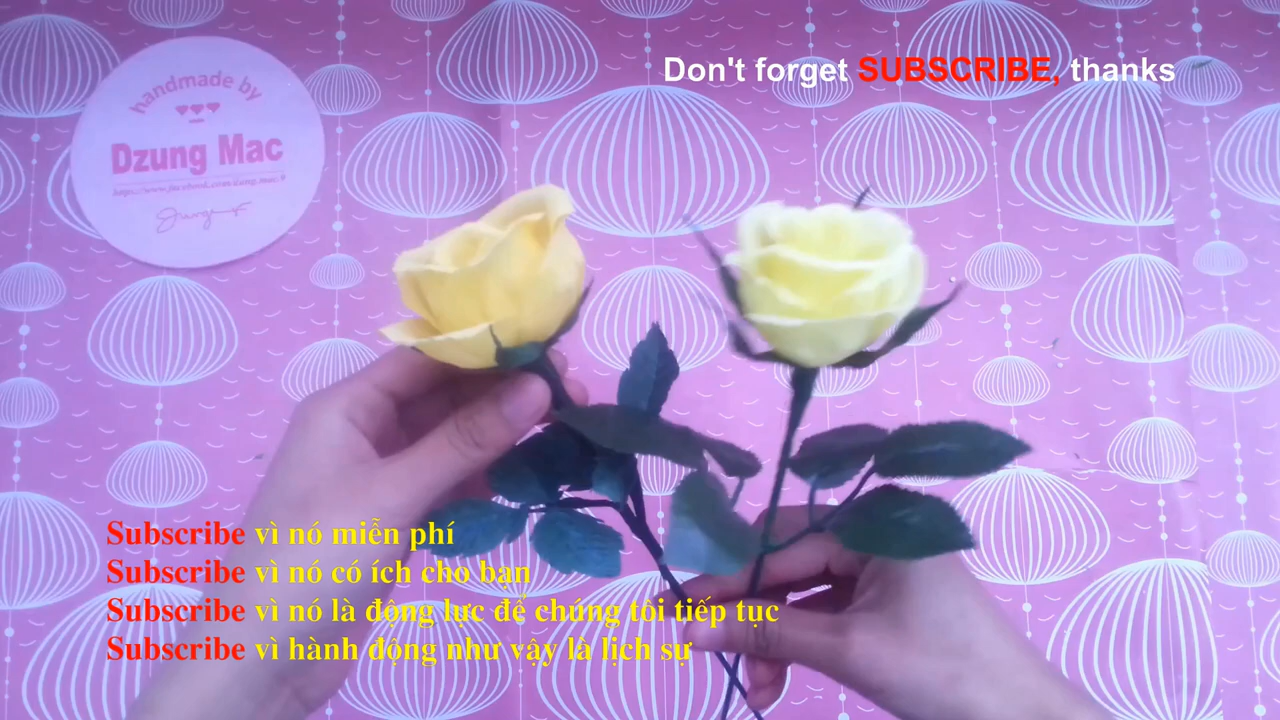 Don't forget SUBSCRIBE, thanks
handmade by
Dzung Mac
Subscribe vì nó miễn phí
Subscribe vì nó có ích cho bạn
Subscribe vì nó là động lực để chúng tôi tiếp tục
Subscribe vì hành động như vậy là lịch sự